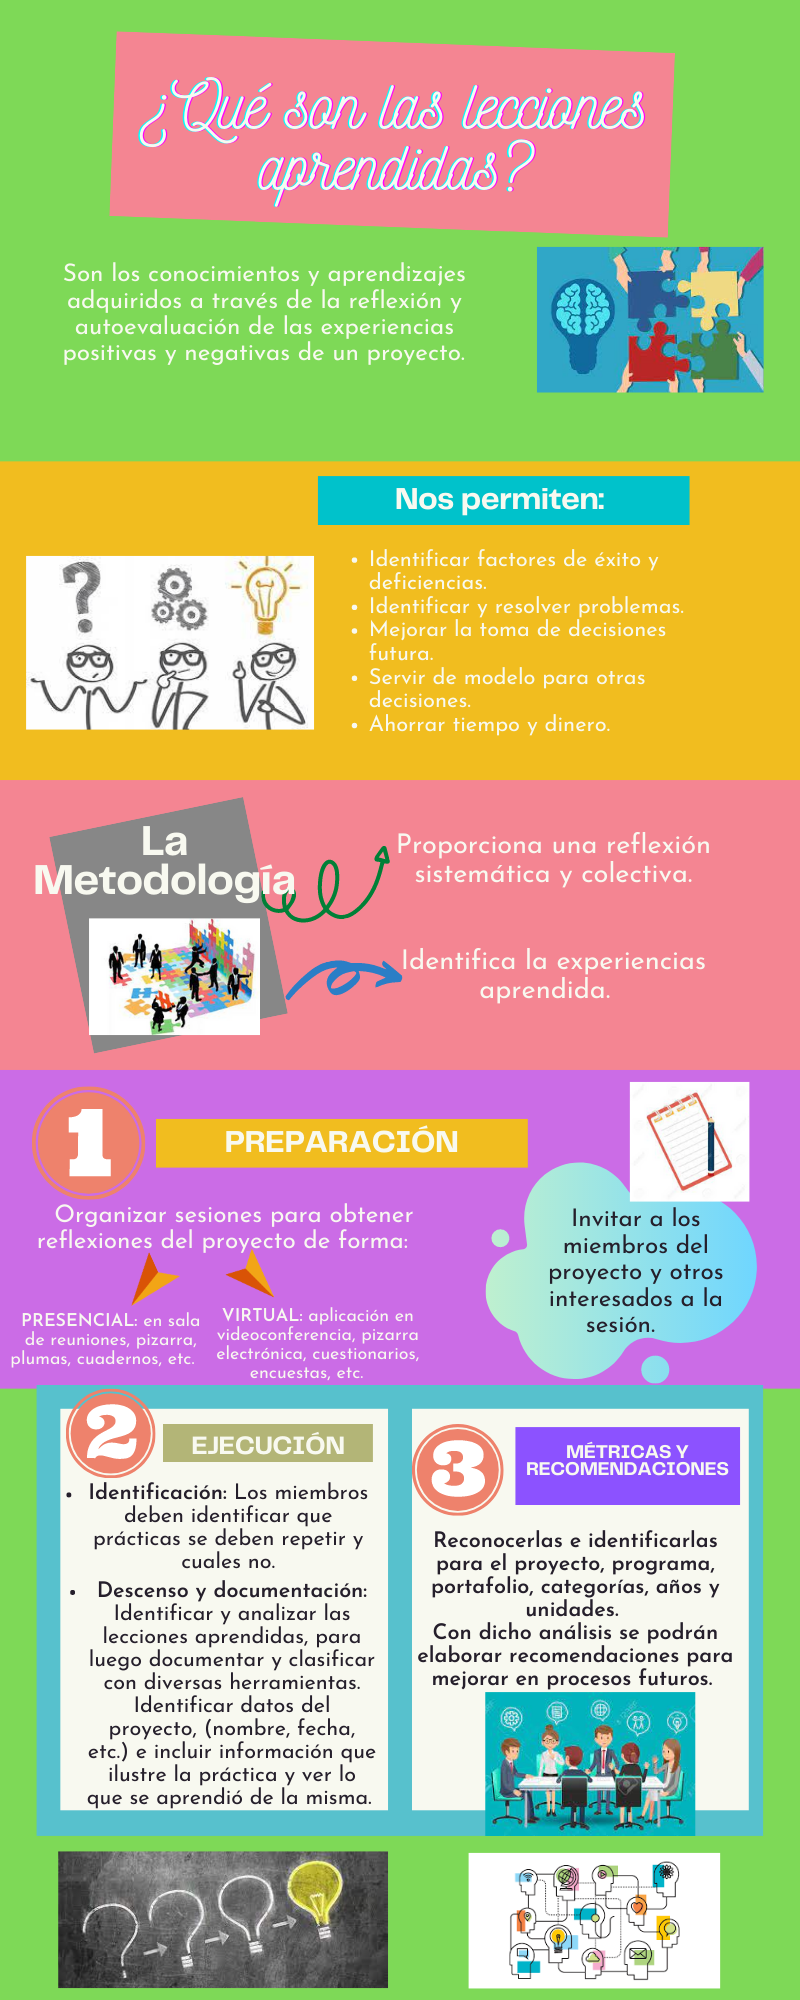 ¿Qué son las lecciones
aprendidas?
Son los conocimientos y aprendizajes
adquiridos a través de la reflexión y
autoevaluación de las experiencias
positivas y negativas de un proyecto.
Nos permiten:
• Identificar factores de éxito y
deficiencias.
• Identificar y resolver problemas.
• Mejorar la toma de decisiones
futura.
• Servir de modelo para otras
decisiones.
• Ahorrar tiempo y dinero.
La
Metodología
Proporciona una reflexión
sistemática y colectiva.
Identifica la experiencias
aprendida.
1
PREPARACIÓN
Organizar sesiones para obtener
reflexiones del proyecto de forma:
PRESENCIAL: en sala
de reuniones, pizarra,
plumas, cuadernos, etc.
VIRTUAL: aplicación en
videoconferencia, pizarra
electrónica, cuestionarios,
encuestas, etc.
Invitar a los
miembros del
proyecto y otros
interesados a la
sesión.
2
EJECUCIÓN
• Identificación: Los miembros
deben identificar que
prácticas se deben repetir y
cuales no.
• Descenso y documentación:
Identificar y analizar las
lecciones aprendidas, para
luego documentar y clasificar
con diversas herramientas.
Identificar datos del
proyecto, (nombre, fecha,
etc.) e incluir información que
ilustre la práctica y ver lo
que se aprendió de la misma.
3
MÉTRICAS Y
RECOMENDACIONES
Reconocerlas e identificarlas
para el proyecto, programa,
portafolio, categorías, años y
unidades.
Con dicho análisis se podrán
elaborar recomendaciones para
mejorar en procesos futuros.